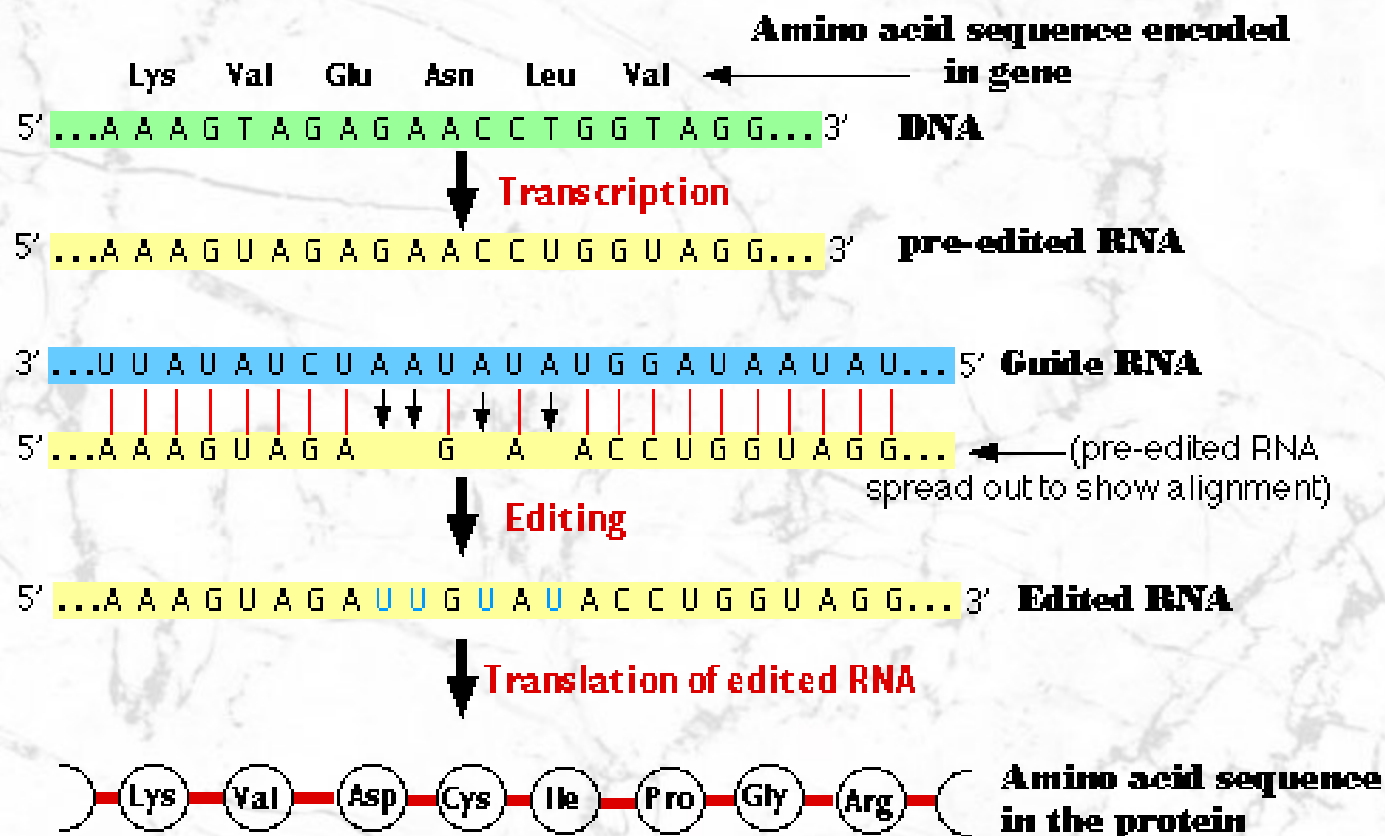 Amino acid sequence encoded
in gene
Lys Val Glu Asn Leu Val
5' ...A A A G T A G A G A A C C T G G T A G G... 3' DNA
Transcription
5' ...A A A G U A G A G A A C C U G G U A G G... 3' pre-edited RNA
3' ...U U A U A U C U A A U A U A U G G A U A A U A U... 5' Guide RNA
5' ...A A A G U A G A G A A C C U G G U A G G... (pre-edited RNA
spread out to show alignment)
Editing
5' ...A A A G U A G A U U G U A U A C C U G G U A G G... 3' Edited RNA
Translation of edited RNA
Lys Val Asp Cys Ile Pro Gly Arg
Amino acid sequence
in the protein